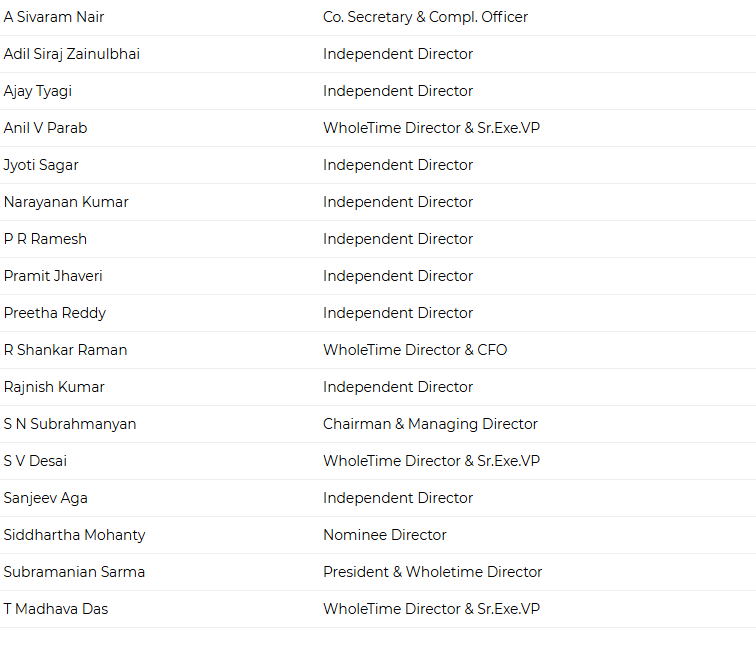 A Sivaram Nair Co. Secretary & Compl. Officer
Adil Siraj Zainulbhai Independent Director
Ajay Tyagi Independent Director
Anil V Parab WholeTime Director & Sr.Exe.VP
Jyoti Sagar Independent Director
Narayanan Kumar Independent Director
P R Ramesh Independent Director
Pramit Jhaveri Independent Director
Preetha Reddy Independent Director
R Shankar Raman WholeTime Director & CFO
Rajnish Kumar Independent Director
S N Subrahmanyan Chairman & Managing Director
S V Desai WholeTime Director & Sr.Exe.VP
Sanjeev Aga Independent Director
Siddhartha Mohanty Nominee Director
Subramanian Sarma President & Wholetime Director
T Madhava Das WholeTime Director & Sr.Exe.VP